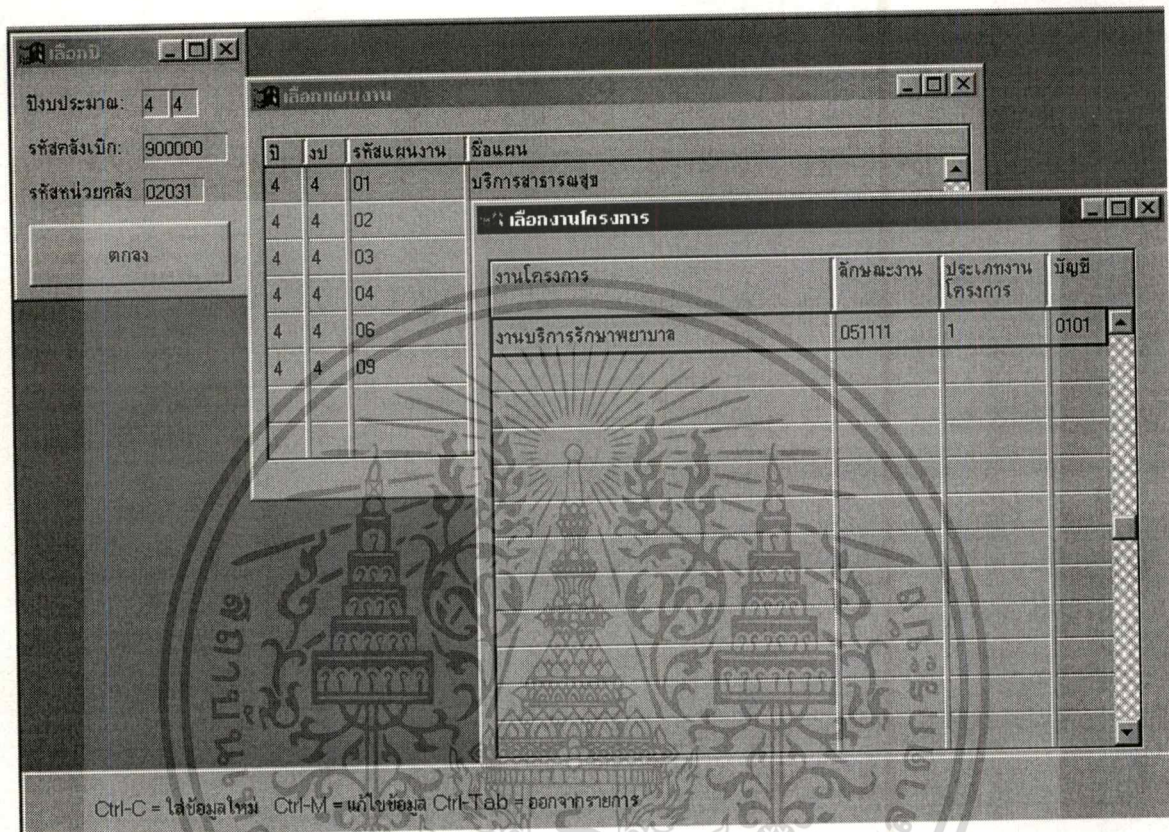 เลือกปี
ปีงบประมาณ: 4 4
รหัสคลังเบิก: 900000
รหัสหน่วยคลัง 02031
ตกลง
เลือกแผนงาน
ปี งป รหัสแผนงาน ชื่อแผน
4 4 01 บริการสาธารณสุข
4 4 02
4 4 03
4 4 04
4 4 06
4 4 09
เลือกงานโครงการ
งานโครงการ ลักษณะงาน ประเภทงานโครงการ บัญชี
งานบริการรักษาพยาบาล 051111 1 0101
Ctrl-C = ใส่ข้อมูลใหม่ Ctrl-M = แก้ไขข้อมูล Ctrl-Tab = ออกจากรายการ